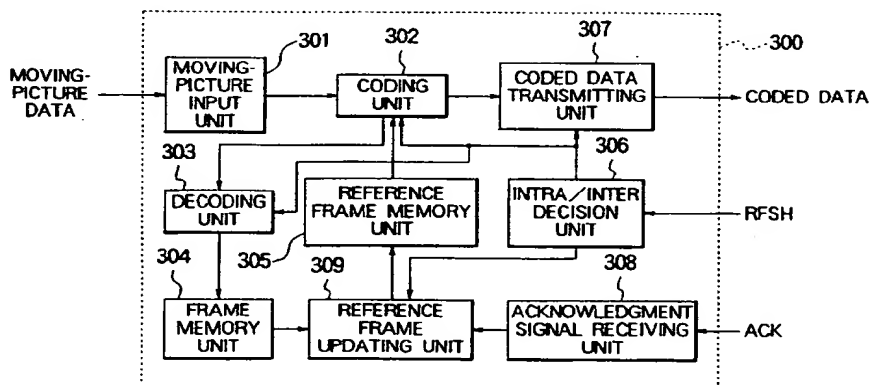 301
302
307
300
MOVING-
PICTURE
DATA
MOVING-
PICTURE
INPUT
UNIT
CODING
UNIT
CODED DATA
TRANSMITTING
UNIT
CODED DATA
303
DECODING
UNIT
REFERENCE
FRAME MEMORY
UNIT
305
306
INTRA/INTER
DECISION
UNIT
RFSH
304
FRAME
MEMORY
UNIT
309
REFERENCE
FRAME
UPDATING UNIT
308
ACKNOWLEDGMENT
SIGNAL RECEIVING
UNIT
ACK